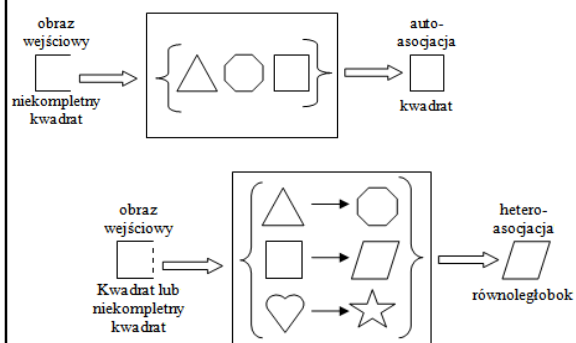 obraz
wejściowy
niekompletny
kwadrat
auto-
asocjacja
kwadrat
obraz
wejściowy
Kwadrat lub
niekompletny
kwadrat
hetero-
asocjacja
równoległobok